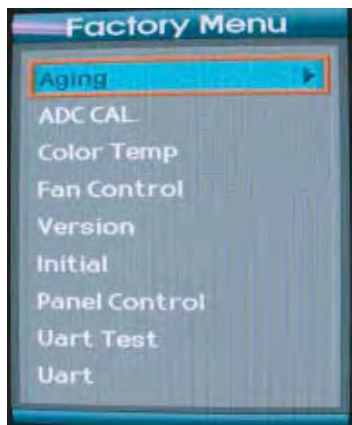 Factory Menu
Aging
ADC CAL.
Color Temp
Fan Control
Version
Initial
Panel Control
Uart Test
Uart